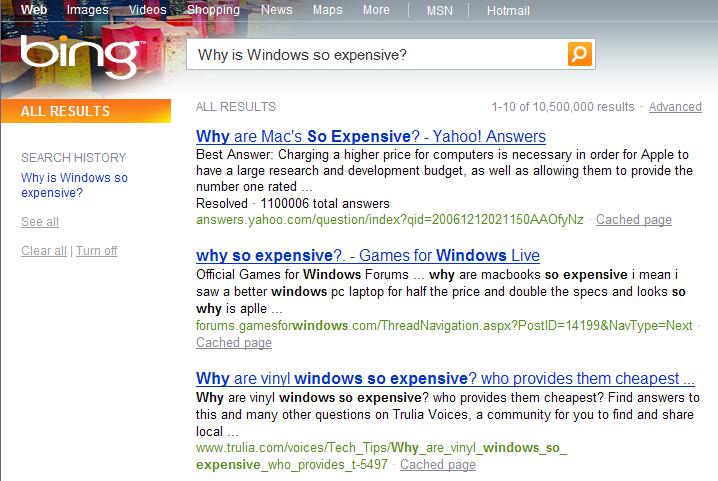 Web Images Videos Shopping News Maps More | MSN | Hotmail
bing™
Why is Windows so expensive?
ALL RESULTS
SEARCH HISTORY
Why is Windows so
expensive?
See all
Clear all | Turn off
ALL RESULTS 1-10 of 10,500,000 results · Advanced
Why are Mac's So Expensive? - Yahoo! Answers
Best Answer: Charging a higher price for computers is necessary in order for Apple to
have a large research and development budget, as well as allowing them to provide the
number one rated ...
Resolved · 1100006 total answers
answers.yahoo.com/question/index?qid=20061212021150AAOfyNz · Cached page
why so expensive?. - Games for Windows Live
Official Games for Windows Forums ... why are macbooks so expensive i mean i
saw a better windows pc laptop for half the price and double the specs and looks so
why is aplle ...
forums.gamesforwindows.com/ThreadNavigation.aspx?PostID=14199&NavType=Next ·
Cached page
Why are vinyl windows so expensive? who provides them cheapest ...
Why are vinyl windows so expensive? who provides them cheapest? Find answers to
this and many other questions on Trulia Voices, a community for you to find and share
local ...
www.trulia.com/voices/Tech_Tips/Why_are_vinyl_windows_so_
expensive_who_provides_t-5497 · Cached page